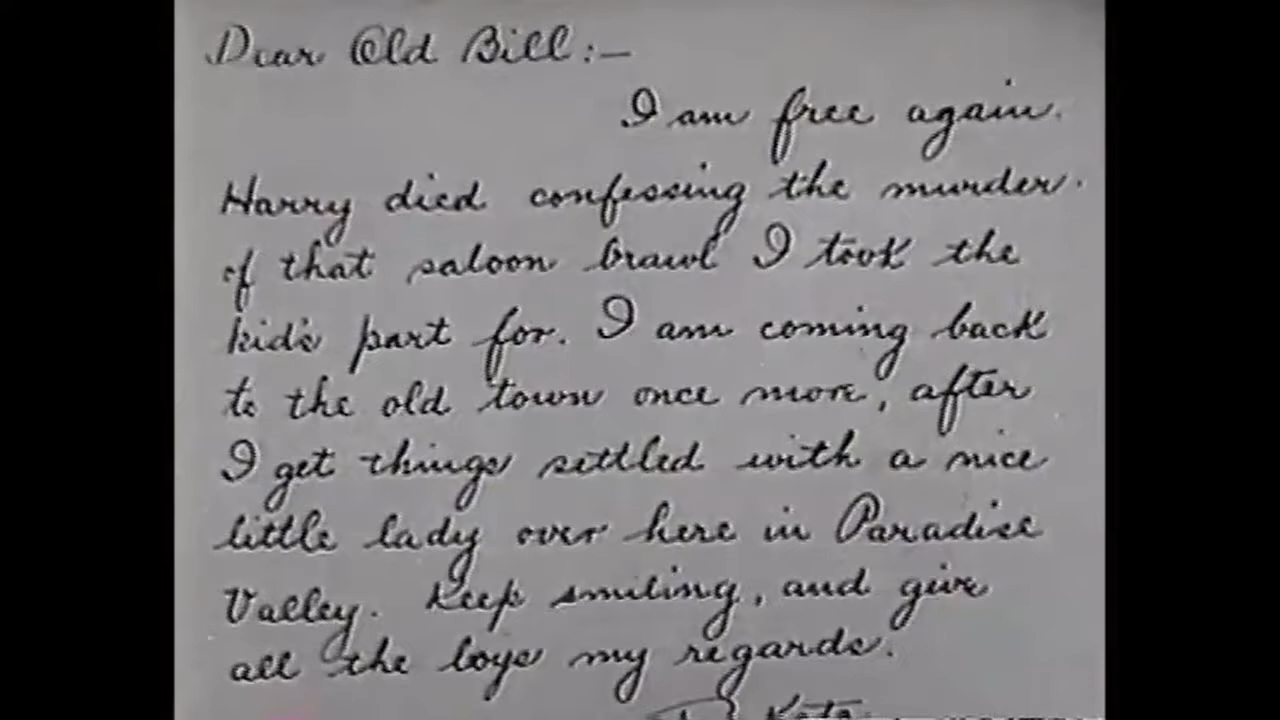 Dear Old Bill:—
I am free again.
Harry died confessing the murder
of that saloon brawl I took the
kid's part for. I am coming back
to the old town once more, after
I get things settled with a nice
little lady over here in Paradise
Valley. Keep smiling, and give
all the boys my regards.